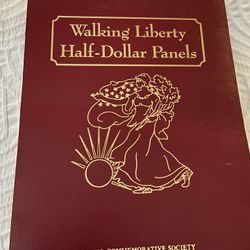 Walking Liberty
Half-Dollar Panels
COMMEMORATIVE SOCIETY